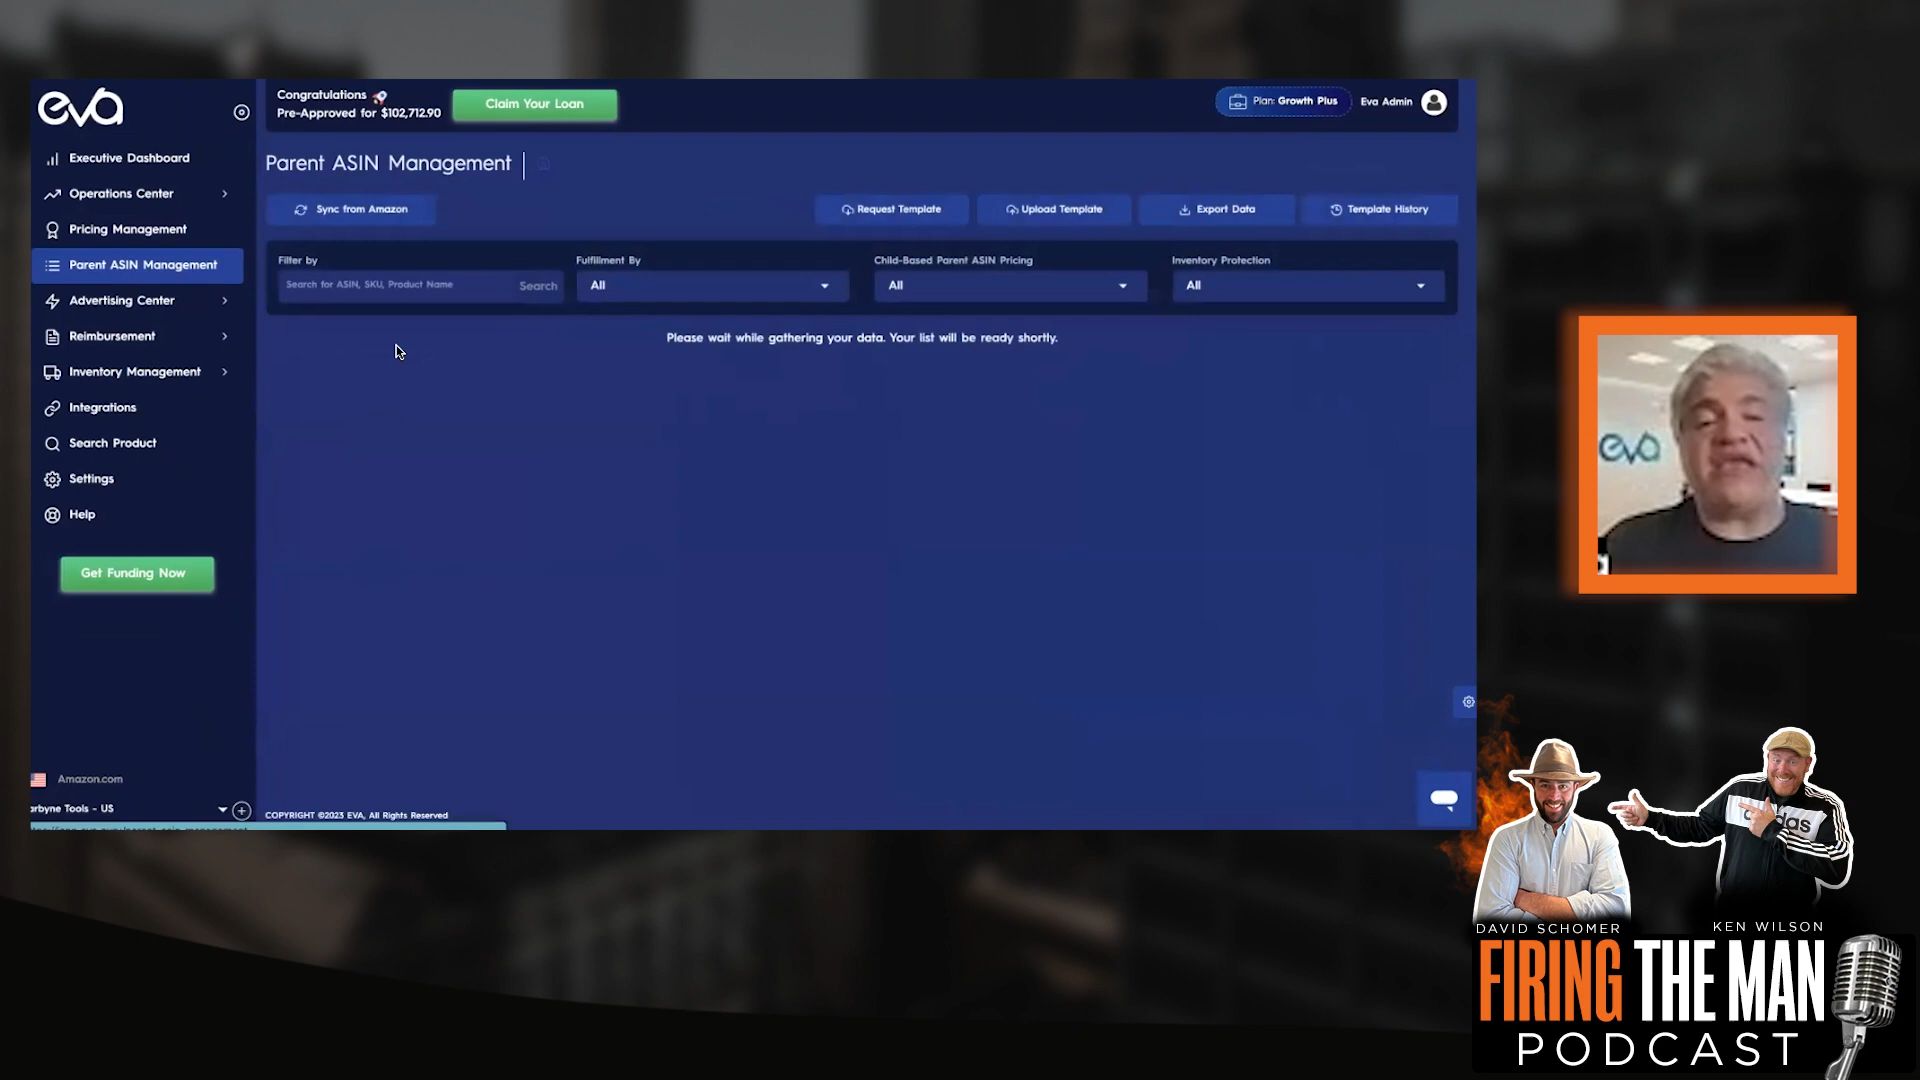 eva
Congratulations
Pre-Approved for $102,712.90
Claim Your Loan
Plan: Growth Plus
Eva Admin
Executive Dashboard
Operations Center
Pricing Management
Parent ASIN Management
Advertising Center
Reimbursement
Inventory Management
Integrations
Search Product
Settings
Help
Get Funding Now
Amazon.com
arbyne Tools - US
Parent ASIN Management
Sync from Amazon
Request Template
Upload Template
Export Data
Template History
Filter by
Search for ASIN, SKU, Product Name
Search
Fulfillment By
All
Child-Based Parent ASIN Pricing
All
Inventory Protection
All
Please wait while gathering your data. Your list will be ready shortly.
COPYRIGHT ©2023 EVA, All Rights Reserved
eva
adidas
DAVID SCHOMER
KEN WILSON
FIRING THE MAN
PODCAST